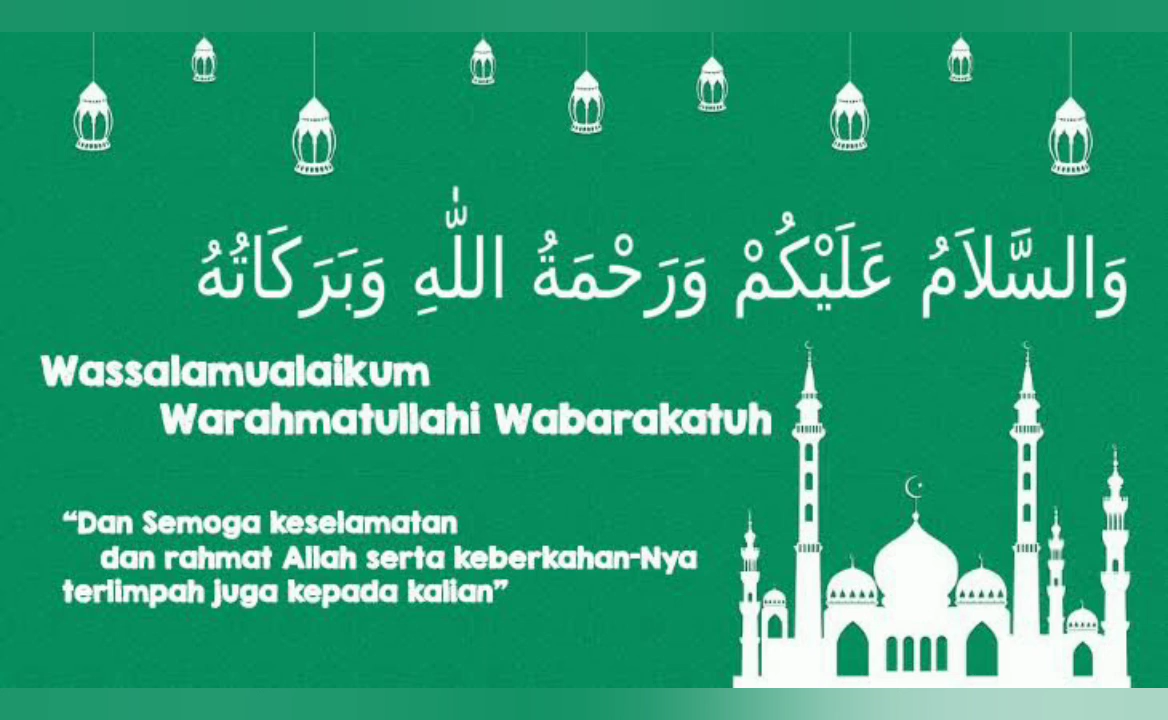 وَالسَّلاَمُ عَلَيْكُمْ وَرَحْمَةُ اللّٰهِ وَبَرَكَاتُهُ
Wassalamualaikum
Warahmatullahi Wabarakatuh
“Dan Semoga keselamatan
dan rahmat Allah serta keberkahan-Nya
terlimpah juga kepada kalian”